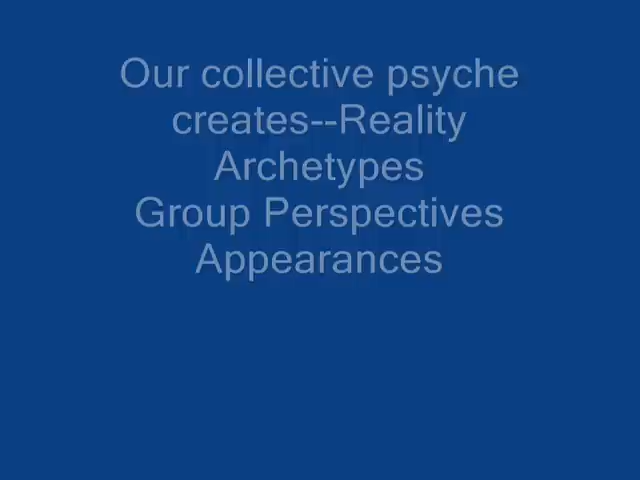 Our collective psyche
creates--Reality
Archetypes
Group Perspectives
Appearances